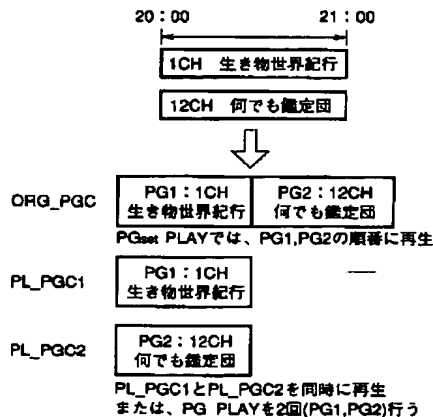 20：00 21：00
1CH 生き物世界紀行
12CH 何でも鑑定団
ORG_PGC
PG1：1CH
生き物世界紀行
PG2：12CH
何でも鑑定団
PGset PLAYでは、PG1,PG2の順番に再生
PL_PGC1
PG1：1CH
生き物世界紀行
PL_PGC2
PG2：12CH
何でも鑑定団
PL_PGC1とPL_PGC2を同時に再生
または、PG PLAYを2回(PG1,PG2)行う